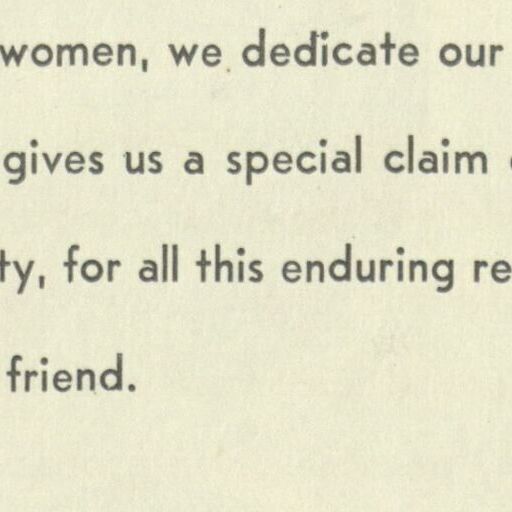 women, we dedicate our
gives us a special claim
ty, for all this enduring re
friend.